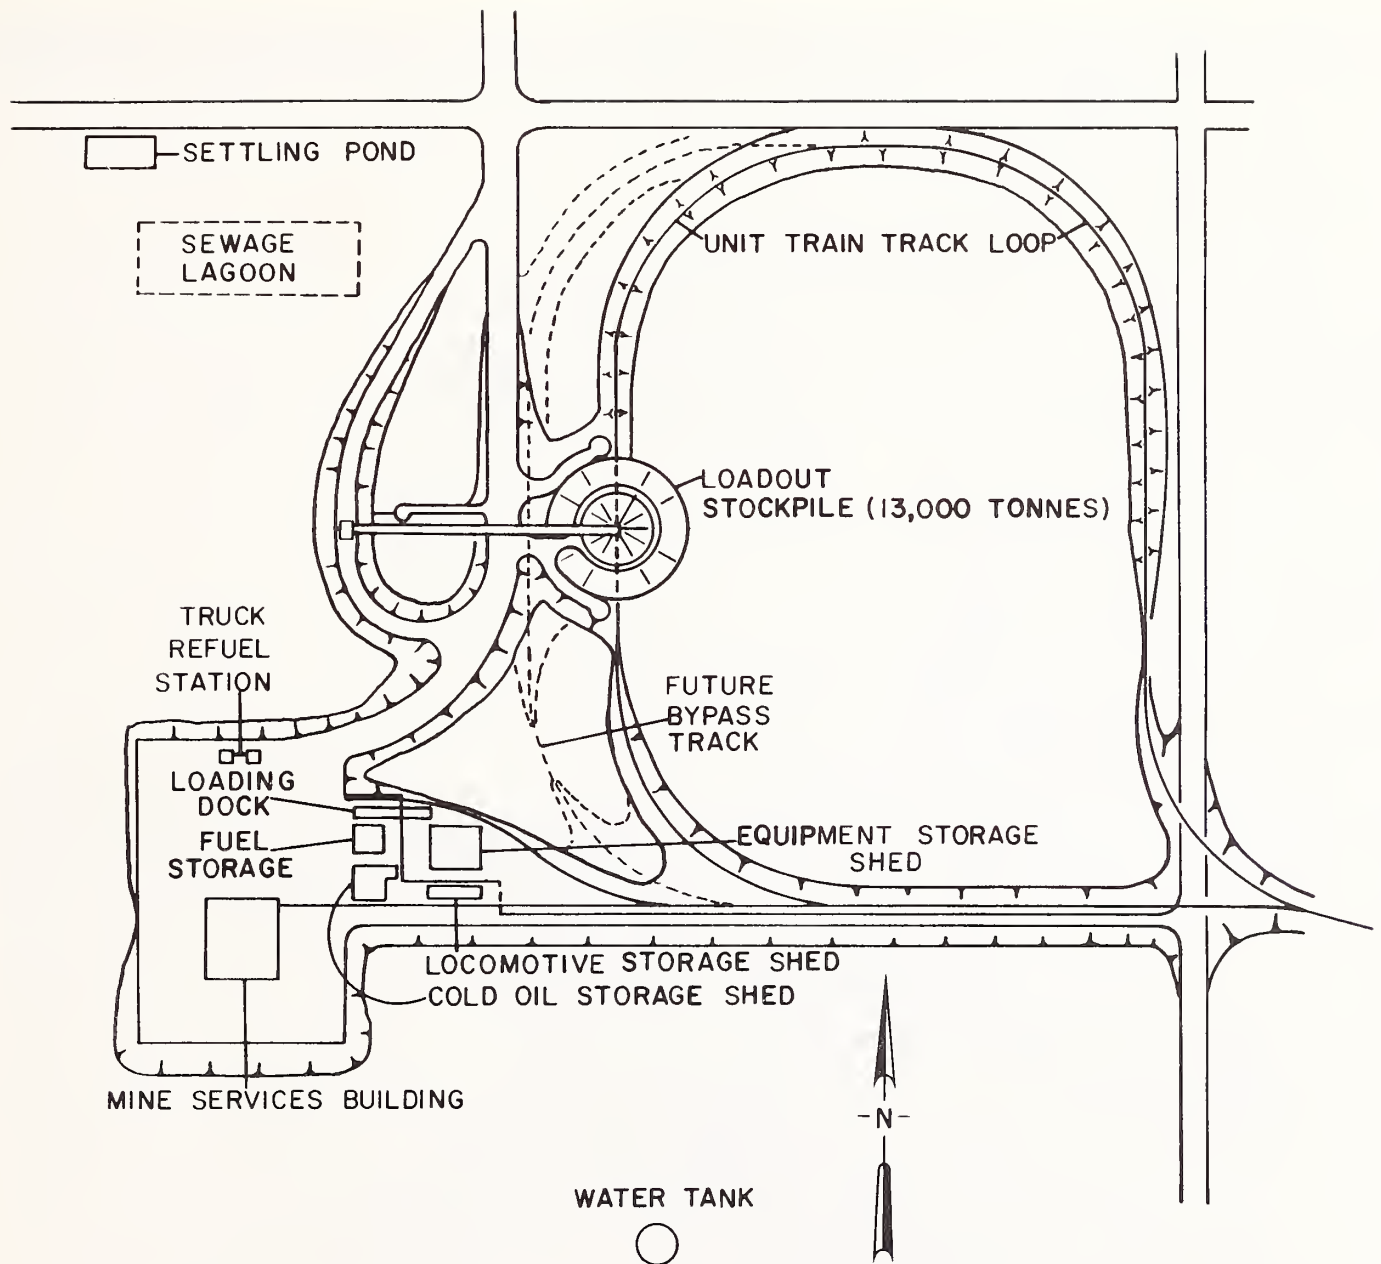 SETTLING POND
SEWAGE
LAGOON
UNIT TRAIN TRACK LOOP
LOADOUT
STOCKPILE (13,000 TONNES)
TRUCK
REFUEL
STATION
FUTURE
BYPASS
TRACK
LOADING
DOCK
FUEL
STORAGE
EQUIPMENT STORAGE
SHED
LOCOMOTIVE STORAGE SHED
COLD OIL STORAGE SHED
MINE SERVICES BUILDING
-N-
WATER TANK